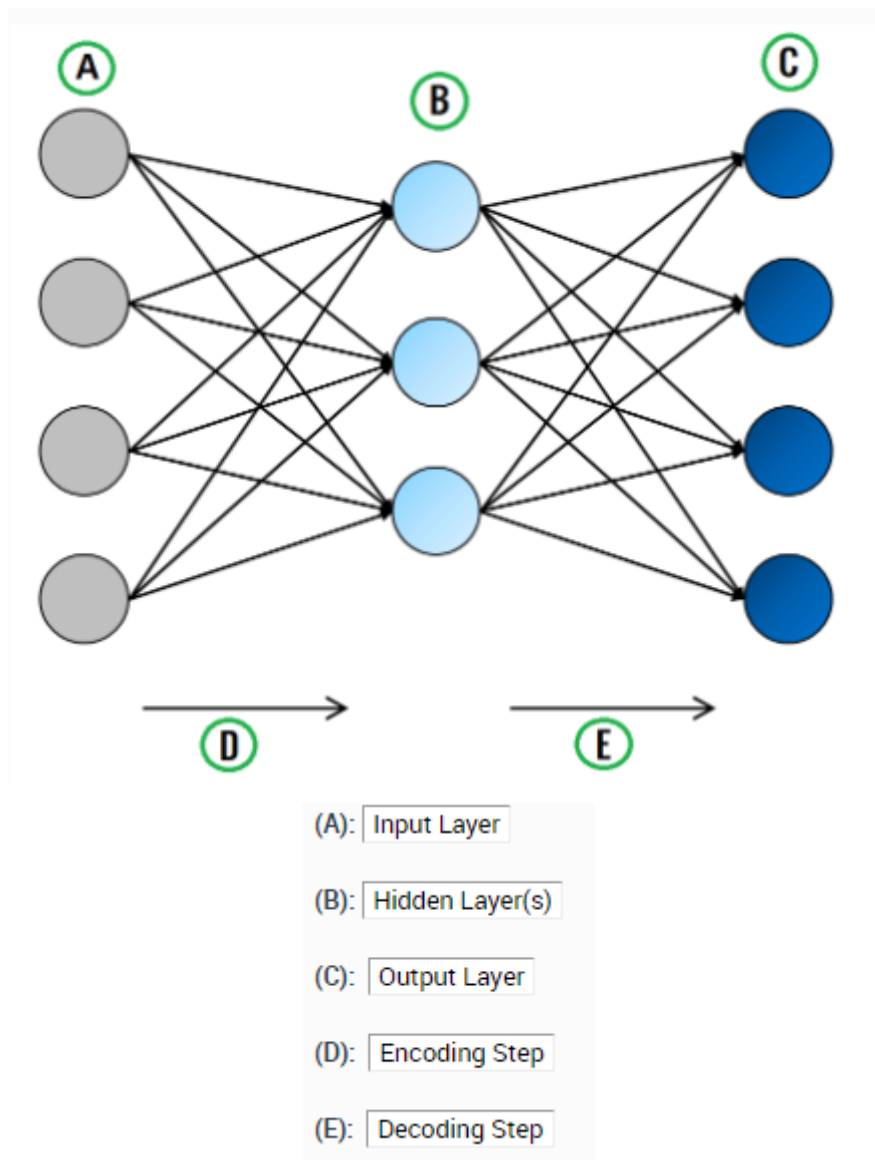 A
B
C
D
E
(A): Input Layer
(B): Hidden Layer(s)
(C): Output Layer
(D): Encoding Step
(E): Decoding Step